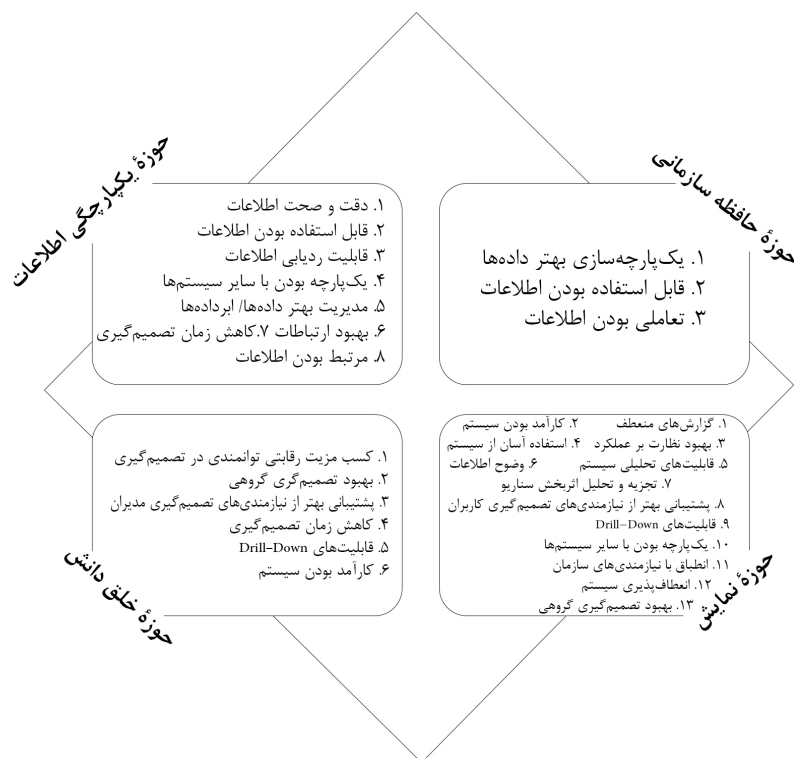 حوزهٔ حافظه سازمانی
۱. یک‌پارچه‌سازی بهتر داده‌ها
۲. قابل استفاده بودن اطلاعات
۳. تعاملی بودن اطلاعات
حوزهٔ یکپارچگی اطلاعات
۱. دقت و صحت اطلاعات
۲. قابل استفاده بودن اطلاعات
۳. قابلیت ردیابی اطلاعات
۴. یک‌پارچه بودن با سایر سیستم‌ها
۵. مدیریت بهتر داده‌ها/ ابرداده‌ها
۶. بهبود ارتباطات ۷.کاهش زمان تصمیم‌گیری
۸. مرتبط بودن اطلاعات
۱. گزارش‌های منعطف ۲. کارآمد بودن سیستم
۳. بهبود نظارت بر عملکرد ۴. استفاده آسان از سیستم
۵. قابلیت‌های تحلیلی سیستم ۶. وضوح اطلاعات
۷. تجزیه و تحلیل اثربخش سناریو
۸. پشتیبانی بهتر از نیازمندی‌های تصمیم‌گیری کاربران
۹. قابلیت‌های Drill–Down
۱۰. یک‌پارچه بودن با سایر سیستم‌ها
۱۱. انطباق با نیازمندی‌های سازمان
۱۲. انعطاف‌پذیری سیستم
۱۳. بهبود تصمیم‌گیری گروهی
حوزهٔ نمایش
۱. کسب مزیت رقابتی توانمندی در تصمیم‌گیری
۲. بهبود تصمیم‌گری گروهی
۳. پشتیبانی بهتر از نیازمندی‌های تصمیم‌گیری مدیران
۴. کاهش زمان تصمیم‌گیری
۵. قابلیت‌های Drill–Down
۶. کارآمد بودن سیستم
حوزهٔ خلق دانش